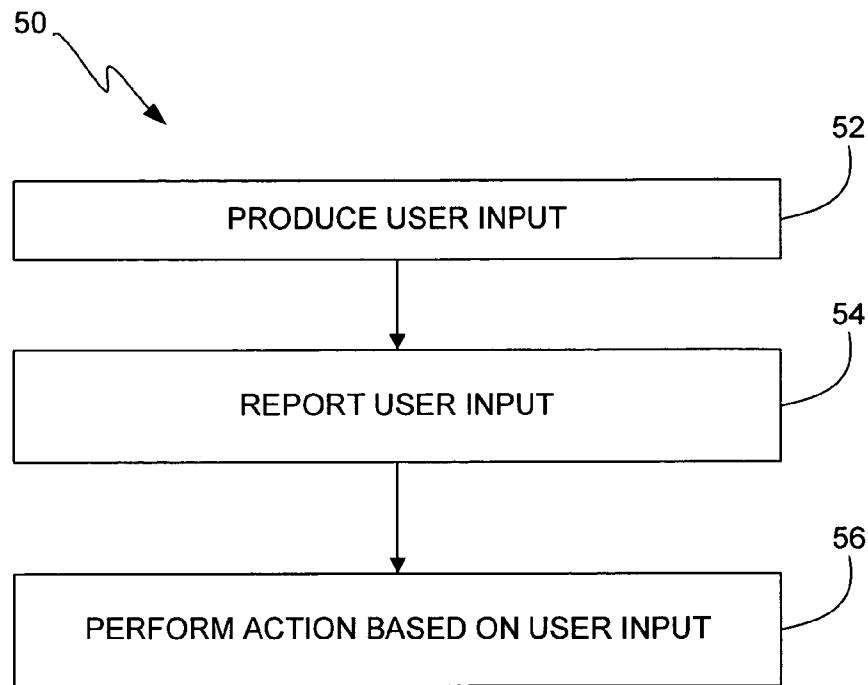 50
52
PRODUCE USER INPUT
54
REPORT USER INPUT
56
PERFORM ACTION BASED ON USER INPUT